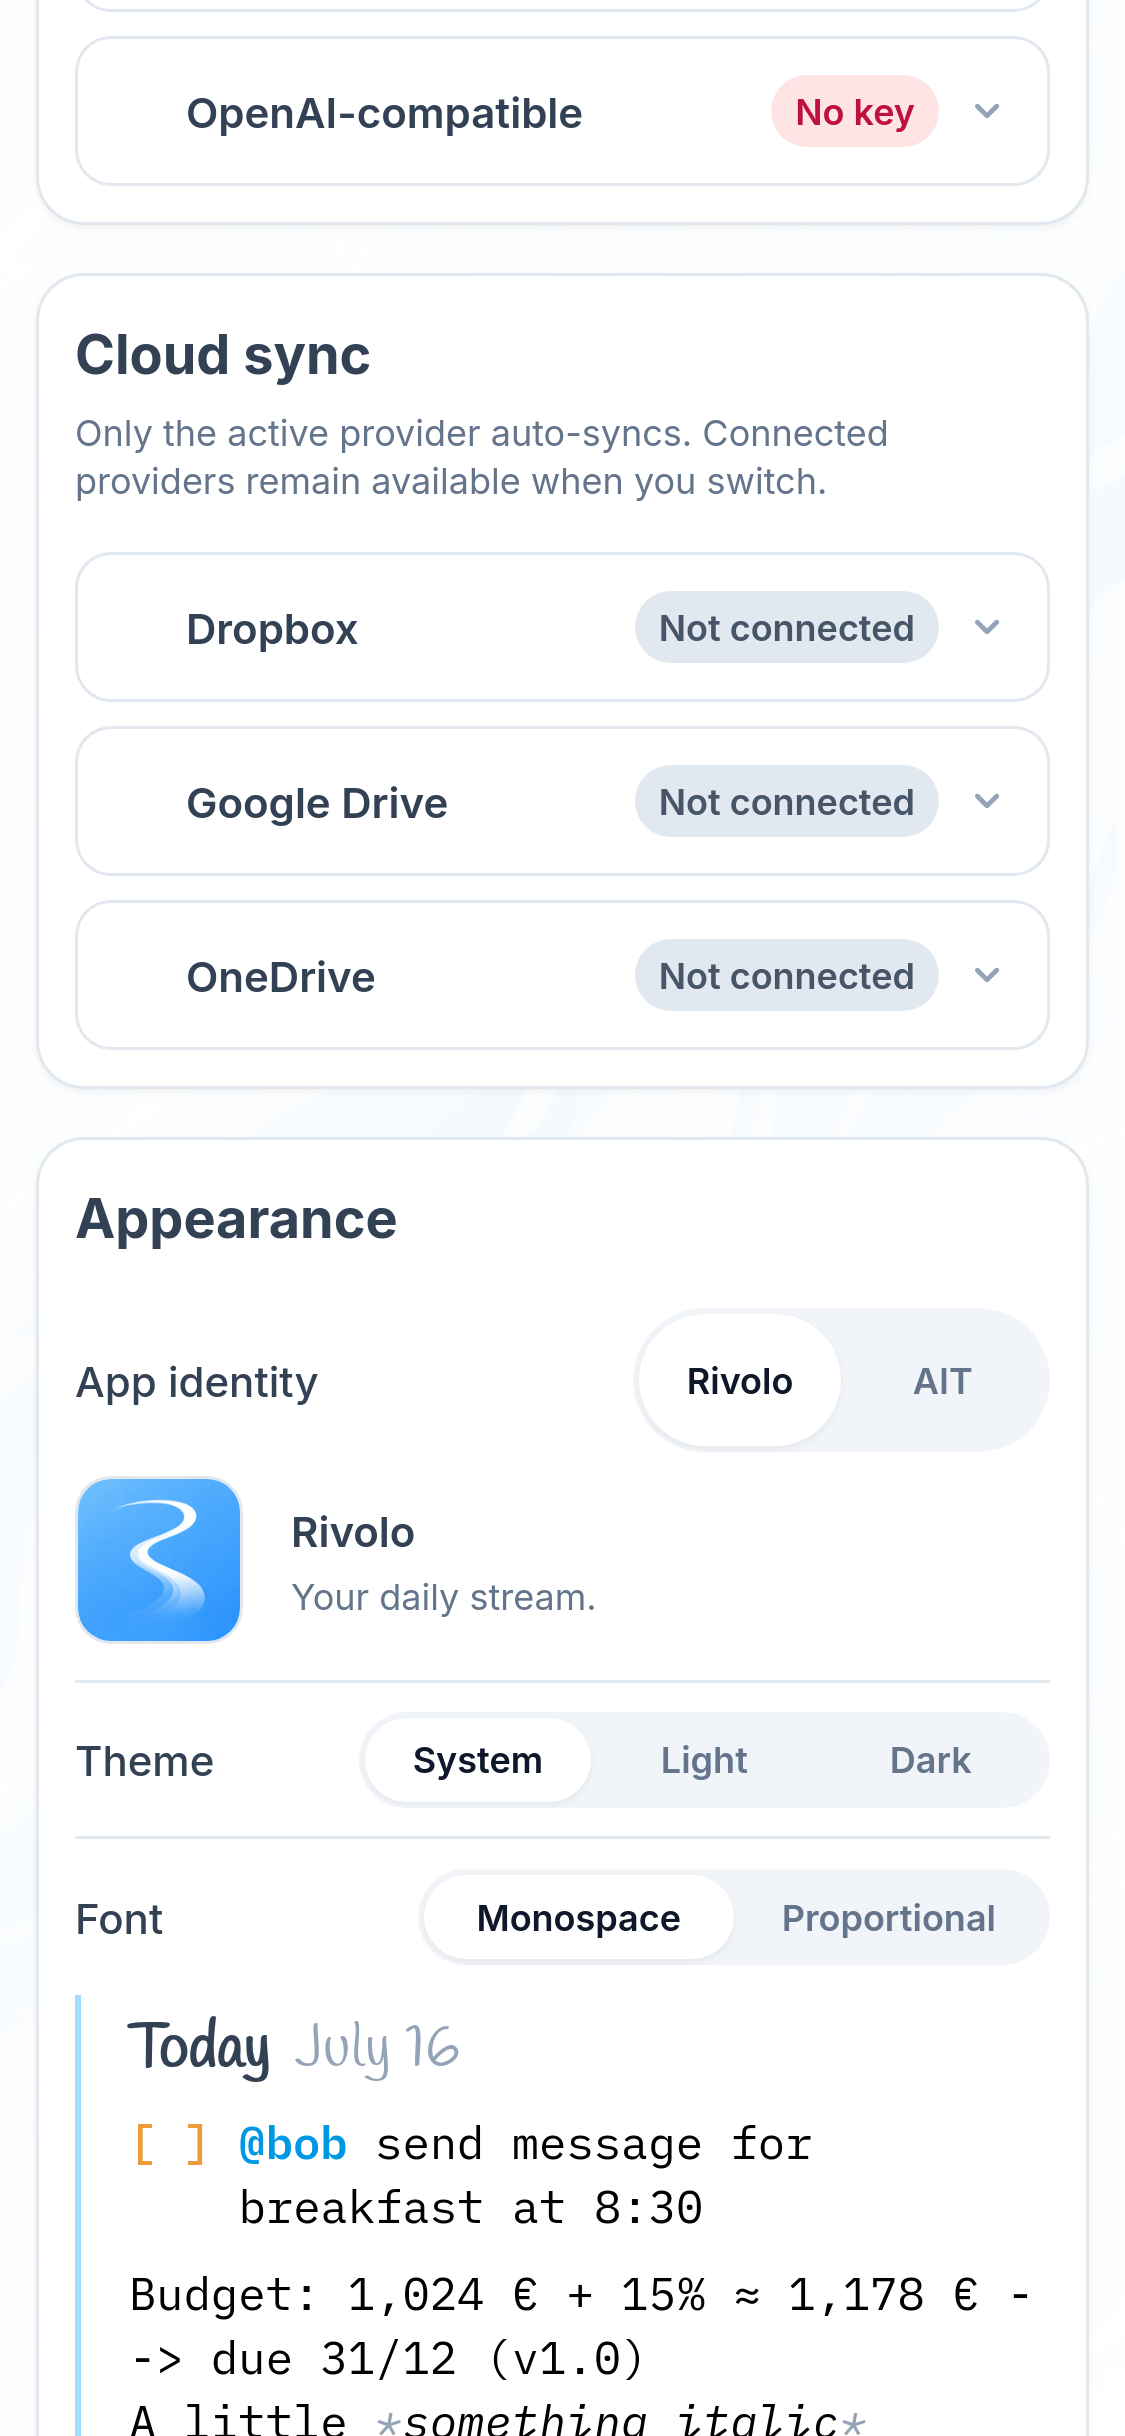 OpenAI-compatible No key
Cloud sync
Only the active provider auto-syncs. Connected
providers remain available when you switch.
Dropbox Not connected
Google Drive Not connected
OneDrive Not connected
Appearance
App identity Rivolo AIT
Rivolo
Your daily stream.
Theme System Light Dark
Font Monospace Proportional
Today July 16
[ ] @bob send message for
breakfast at 8:30
Budget: 1,024 € + 15% ≈ 1,178 € -
-> due 31/12 (v1.0)
A little *something italic*